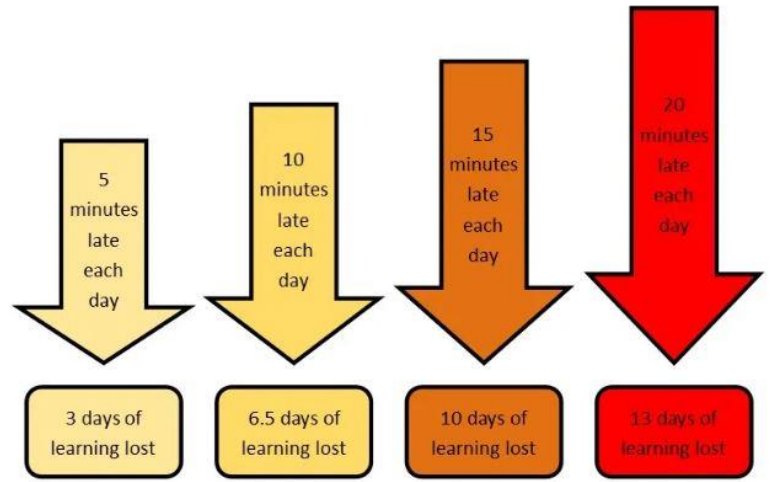 5
minutes
late
each
day
10
minutes
late
each
day
15
minutes
late
each
day
20
minutes
late
each
day
3 days of
learning lost
6.5 days of
learning lost
10 days of
learning lost
13 days of
learning lost